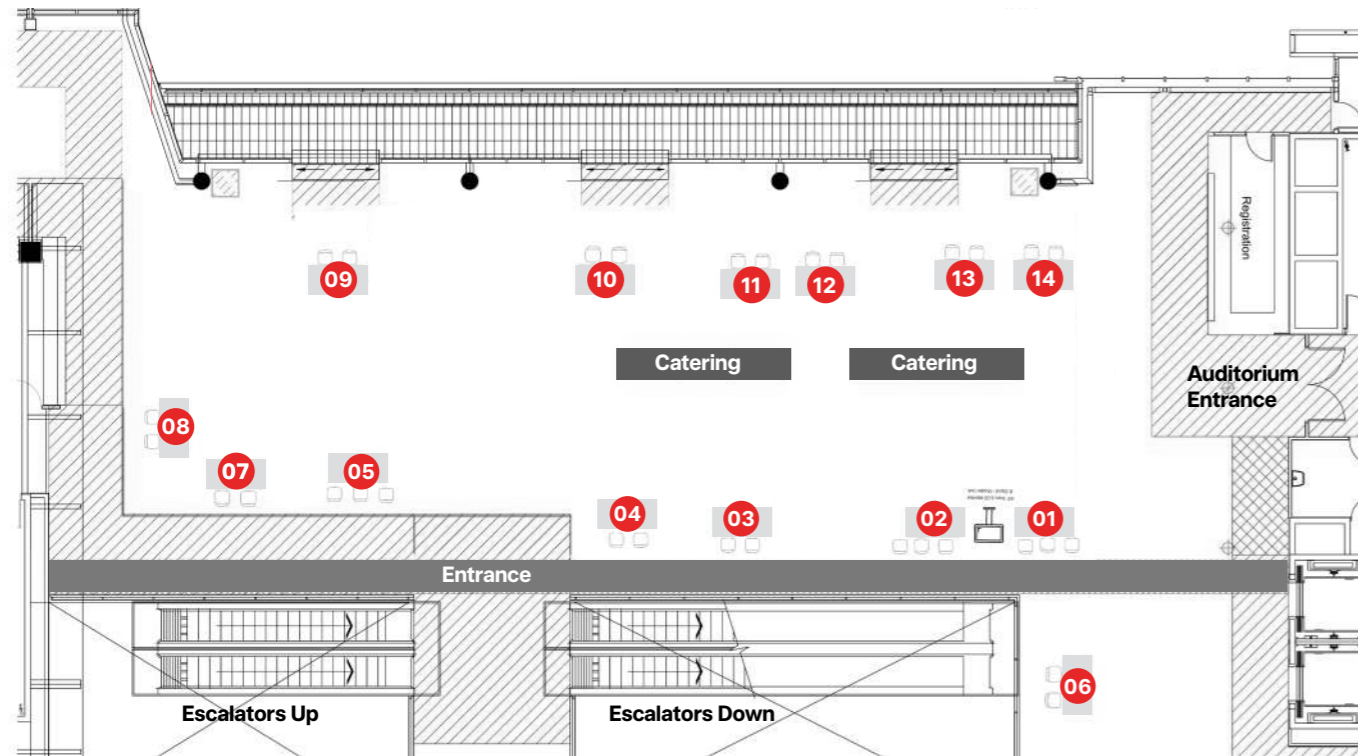 Registration
09
10
11
12
13
14
Catering
Catering
Auditorium
Entrance
08
07
05
04
03
02
01
Entrance
06
Escalators Up
Escalators Down